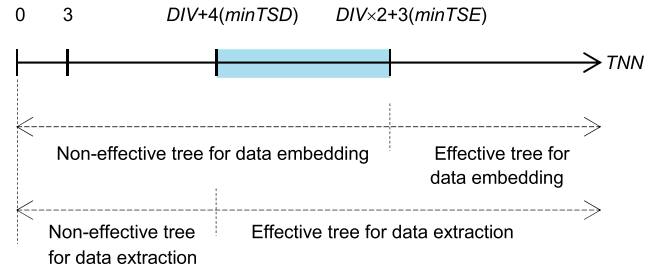 0 3 DIV+4(minTSD) DIV×2+3(minTSE)
TNN
Non-effective tree for data embedding
Effective tree for
data embedding
Non-effective tree
for data extraction
Effective tree for data extraction